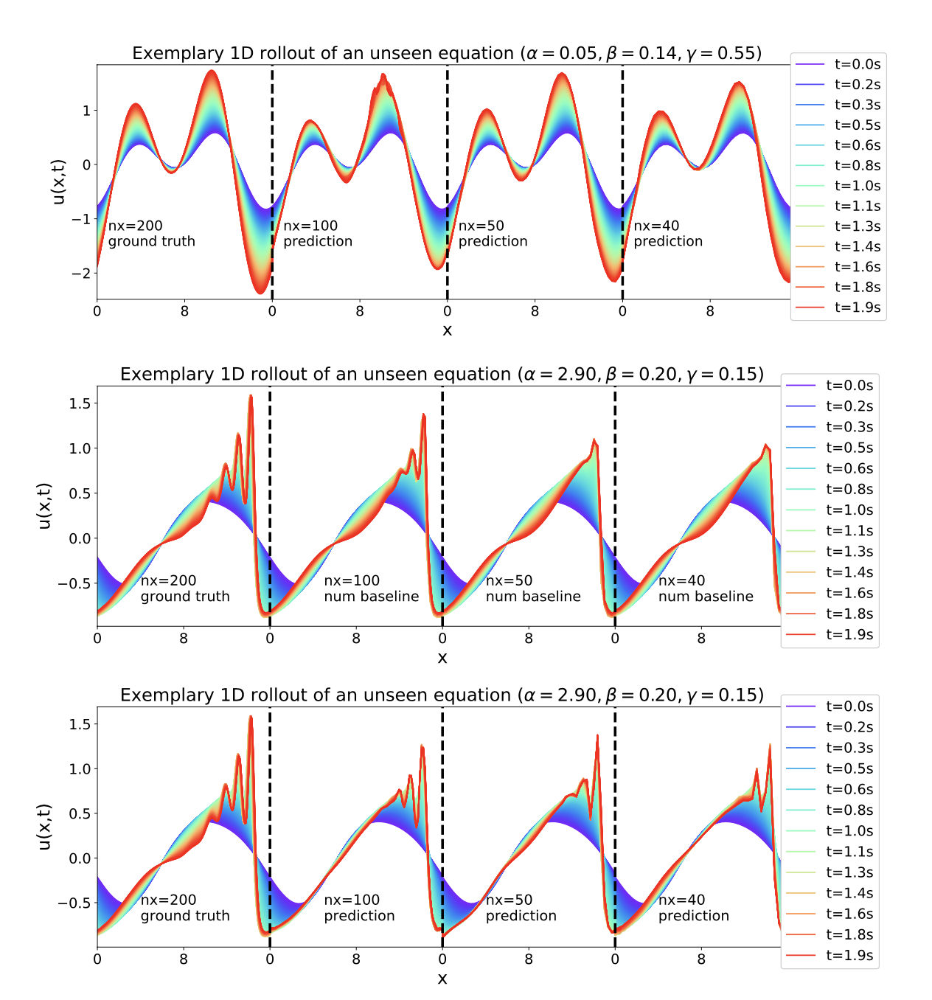 Exemplary 1D rollout of an unseen equation (α = 0.05, β = 0.14, γ = 0.55)
u(x,t)
1
0
−1
−2
nx=200
ground truth
nx=100
prediction
nx=50
prediction
nx=40
prediction
0 8 0 8 0 8 0 8
x
t=0.0s
t=0.2s
t=0.3s
t=0.5s
t=0.6s
t=0.8s
t=1.0s
t=1.1s
t=1.3s
t=1.4s
t=1.6s
t=1.8s
t=1.9s
Exemplary 1D rollout of an unseen equation (α = 2.90, β = 0.20, γ = 0.15)
u(x,t)
1.5
1.0
0.5
0.0
−0.5
nx=200
ground truth
nx=100
num baseline
nx=50
num baseline
nx=40
num baseline
0 8 0 8 0 8 0 8
x
t=0.0s
t=0.2s
t=0.3s
t=0.5s
t=0.6s
t=0.8s
t=1.0s
t=1.1s
t=1.3s
t=1.4s
t=1.6s
t=1.8s
t=1.9s
Exemplary 1D rollout of an unseen equation (α = 2.90, β = 0.20, γ = 0.15)
u(x,t)
1.5
1.0
0.5
0.0
−0.5
nx=200
ground truth
nx=100
prediction
nx=50
prediction
nx=40
prediction
0 8 0 8 0 8 0 8
x
t=0.0s
t=0.2s
t=0.3s
t=0.5s
t=0.6s
t=0.8s
t=1.0s
t=1.1s
t=1.3s
t=1.4s
t=1.6s
t=1.8s
t=1.9s